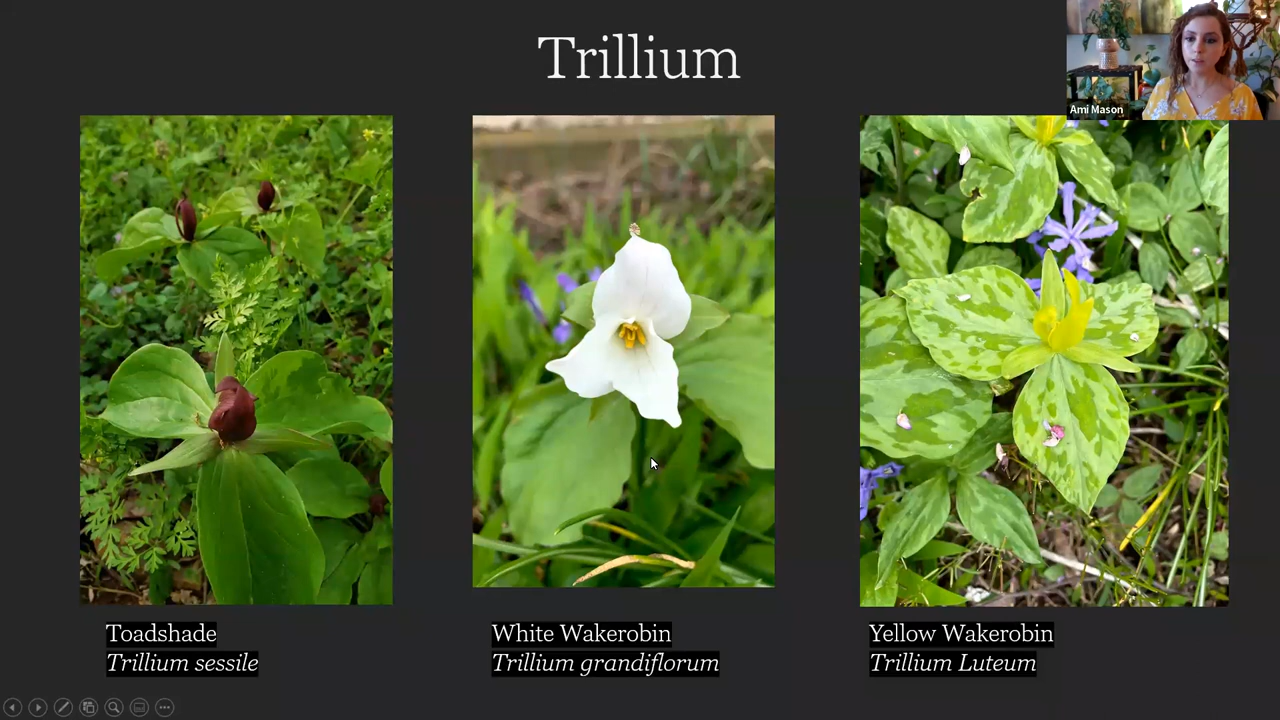 Trillium
Ami Mason
Toadshade
Trillium sessile
White Wakerobin
Trillium grandiflorum
Yellow Wakerobin
Trillium Luteum